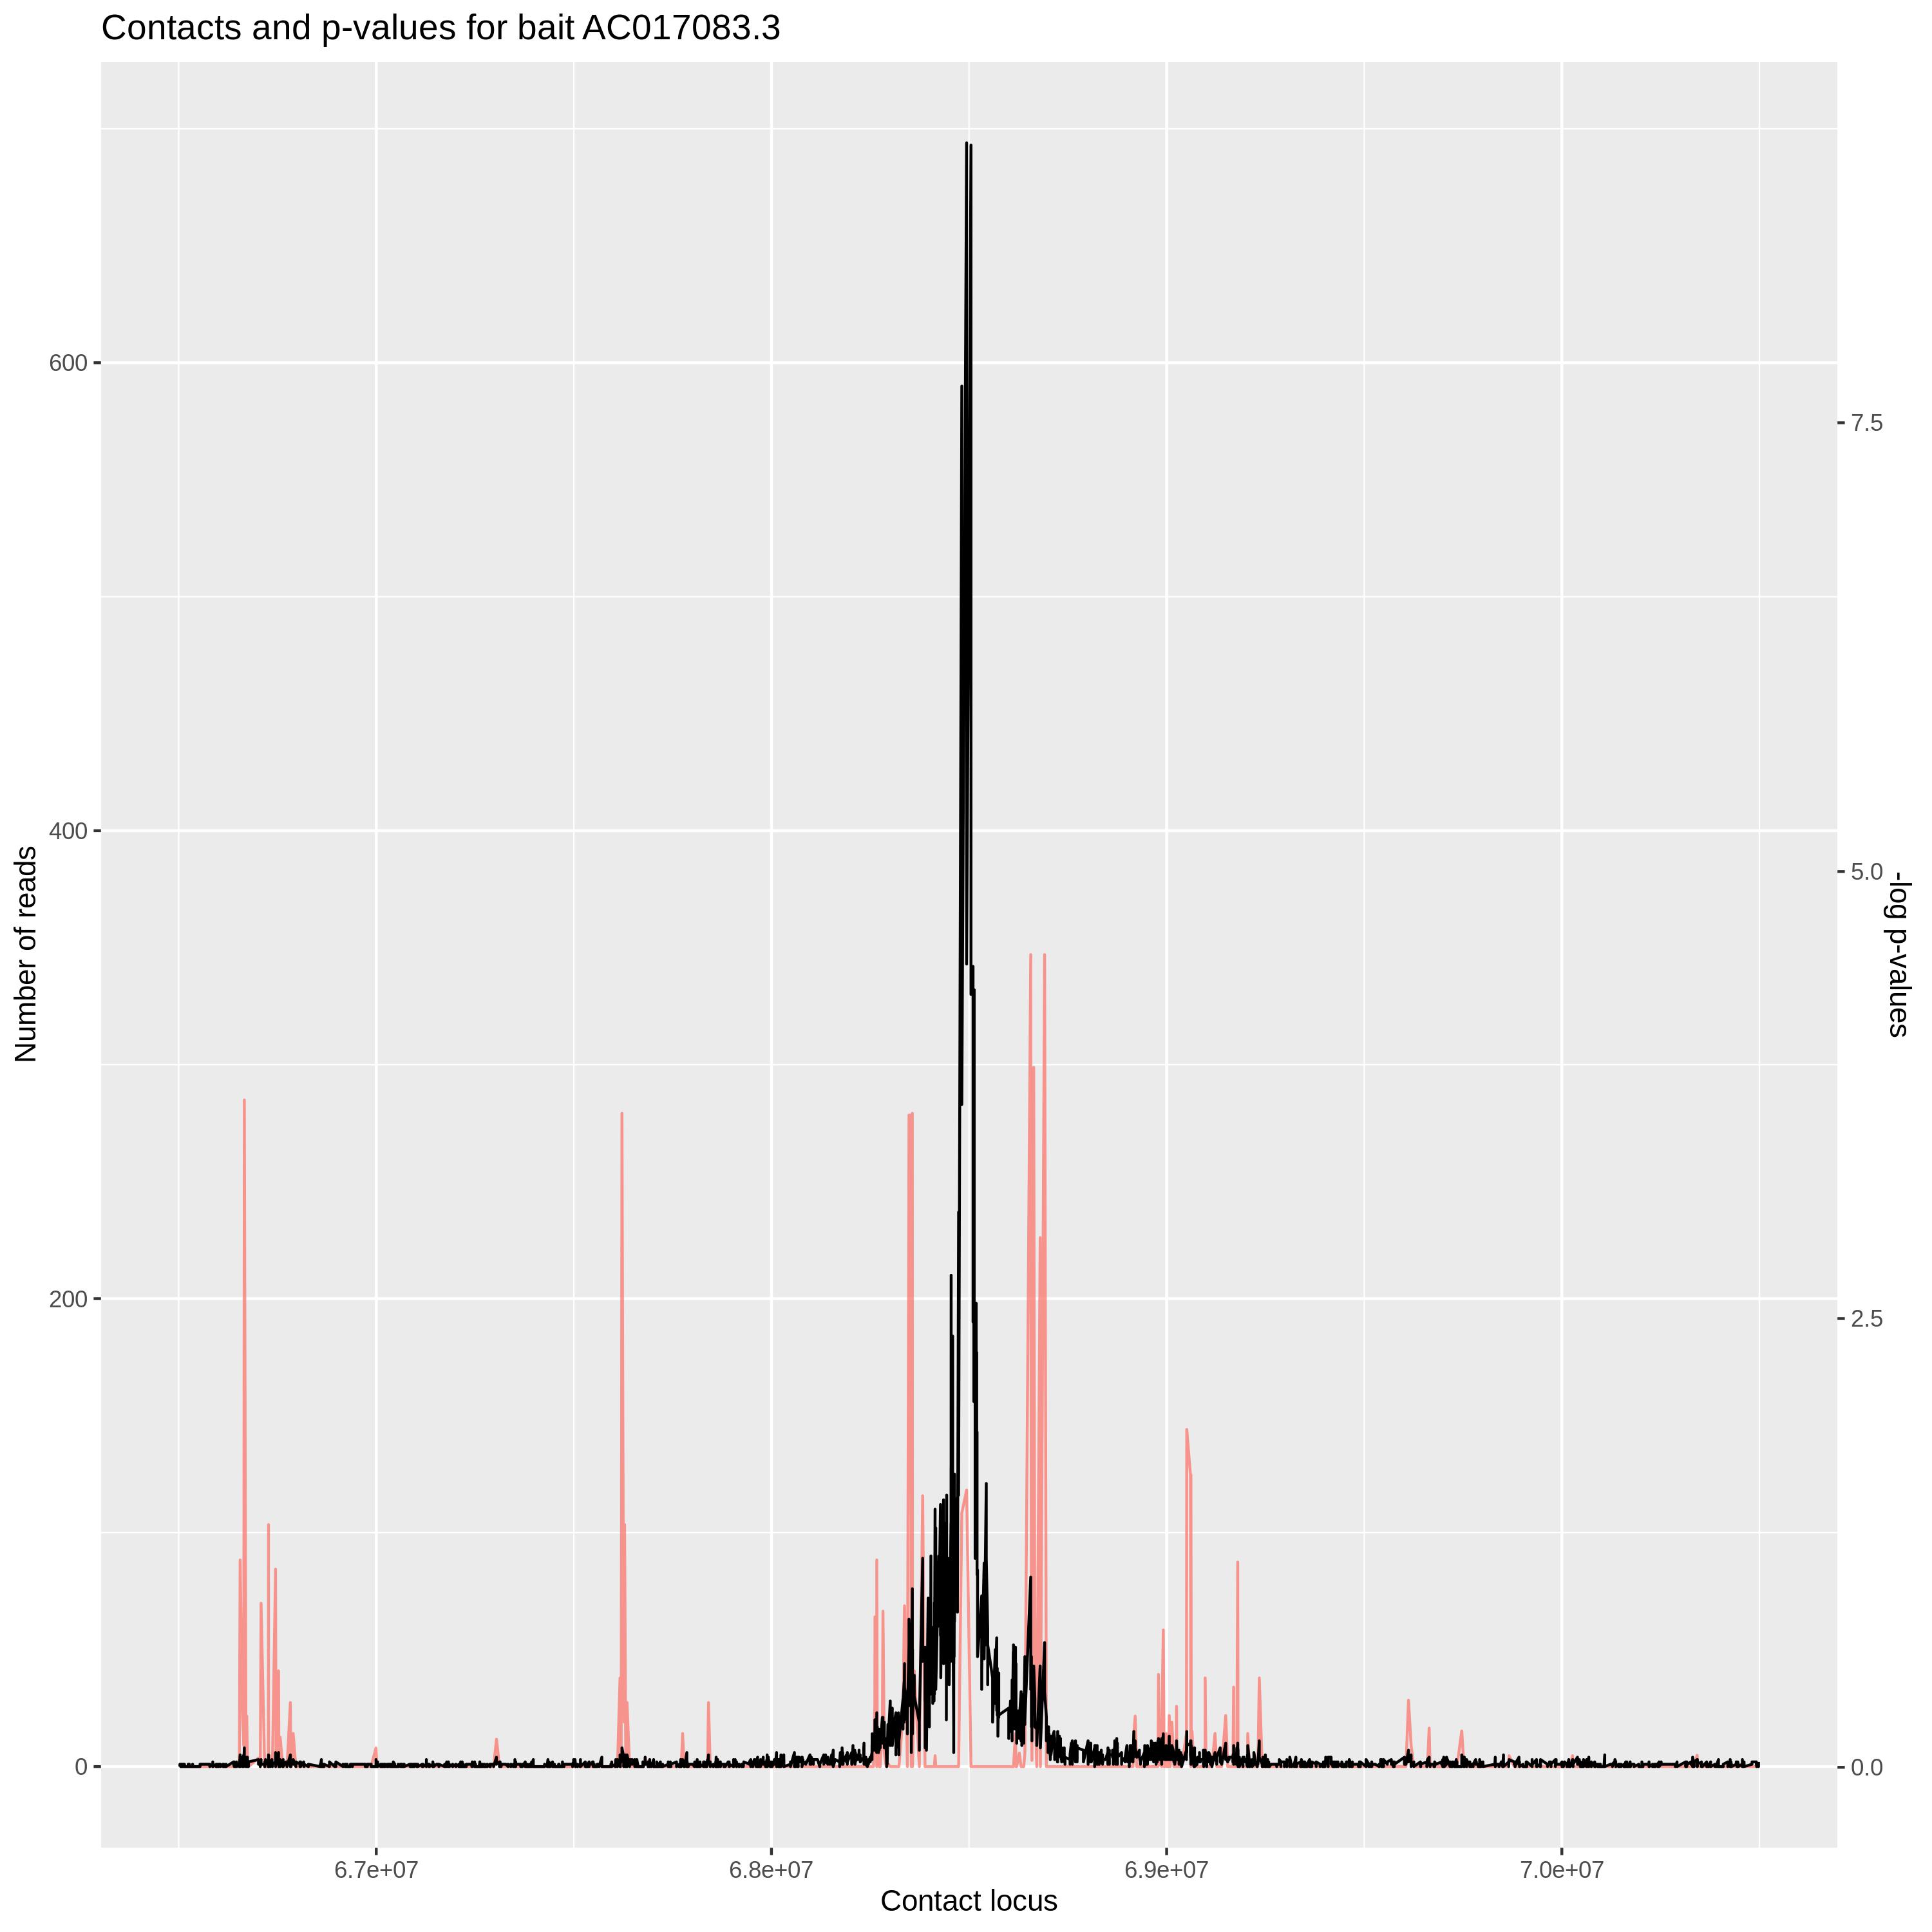 Contacts and p-values for bait AC017083.3
Number of reads
600
400
200
0
7.5
5.0
2.5
0.0
-log p-values
6.7e+07 6.8e+07 6.9e+07 7.0e+07
Contact locus